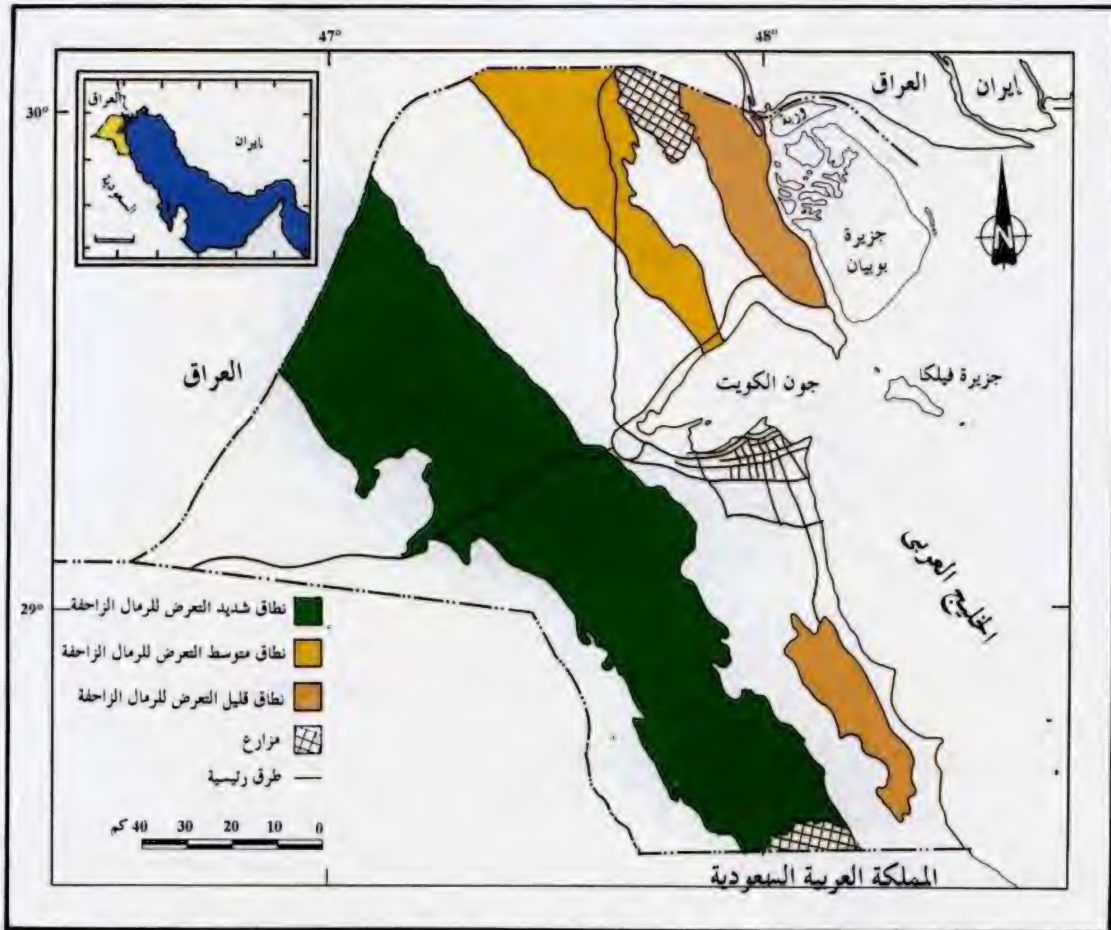 47°
48°
30°
29°
العراق
إيران
السعودية
العراق
إيران
وربة
جزيرة
بوبيان
العراق
جون الكويت
جزيرة فيلكا
الخليج العربي
نطاق شديد التعرض للرمال الزاحفة
نطاق متوسط التعرض للرمال الزاحفة
نطاق قليل التعرض للرمال الزاحفة
مزارع
طرق رئيسية
0 10 20 30 40 كم
المملكة العربية السعودية
N